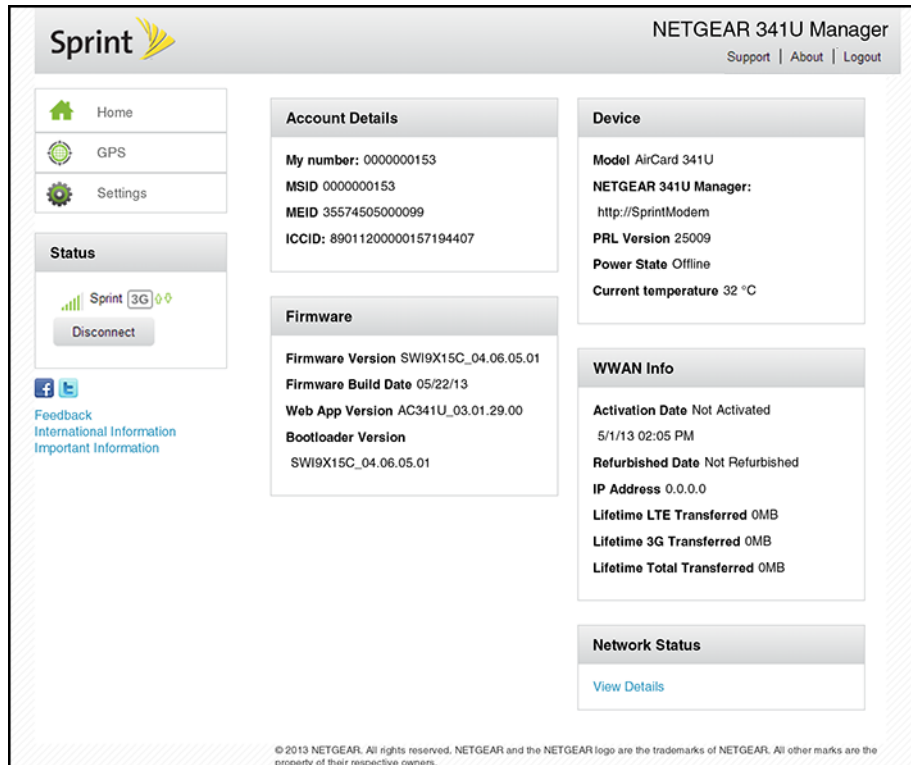 Sprint
NETGEAR 341U Manager
Support | About | Logout
Home
GPS
Settings
Status
Sprint 3G
Disconnect
Feedback
International Information
Important Information
Account Details
My number: 0000000153
MSID 0000000153
MEID 35574505000099
ICCID: 89011200000157194407
Firmware
Firmware Version SWI9X15C_04.06.05.01
Firmware Build Date 05/22/13
Web App Version AC341U_03.01.29.00
Bootloader Version
SWI9X15C_04.06.05.01
Device
Model AirCard 341U
NETGEAR 341U Manager:
http://SprintModem
PRL Version 25009
Power State Offline
Current temperature 32 °C
WWAN Info
Activation Date Not Activated
5/1/13 02:05 PM
Refurbished Date Not Refurbished
IP Address 0.0.0.0
Lifetime LTE Transferred 0MB
Lifetime 3G Transferred 0MB
Lifetime Total Transferred 0MB
Network Status
View Details
© 2013 NETGEAR. All rights reserved. NETGEAR and the NETGEAR logo are the trademarks of NETGEAR. All other marks are the
property of their respective owners.